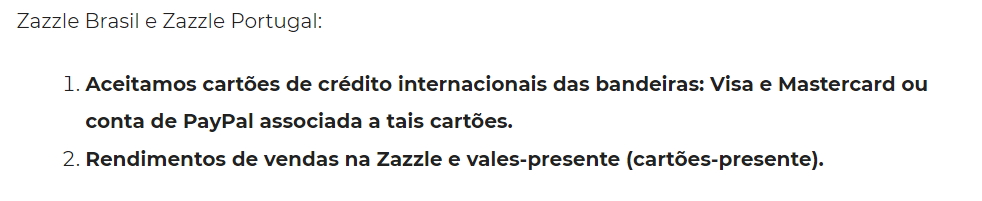 Zazzle Brasil e Zazzle Portugal:
1. Aceitamos cartões de crédito internacionais das bandeiras: Visa e Mastercard ou
conta de PayPal associada a tais cartões.
2. Rendimentos de vendas na Zazzle e vales-presente (cartões-presente).